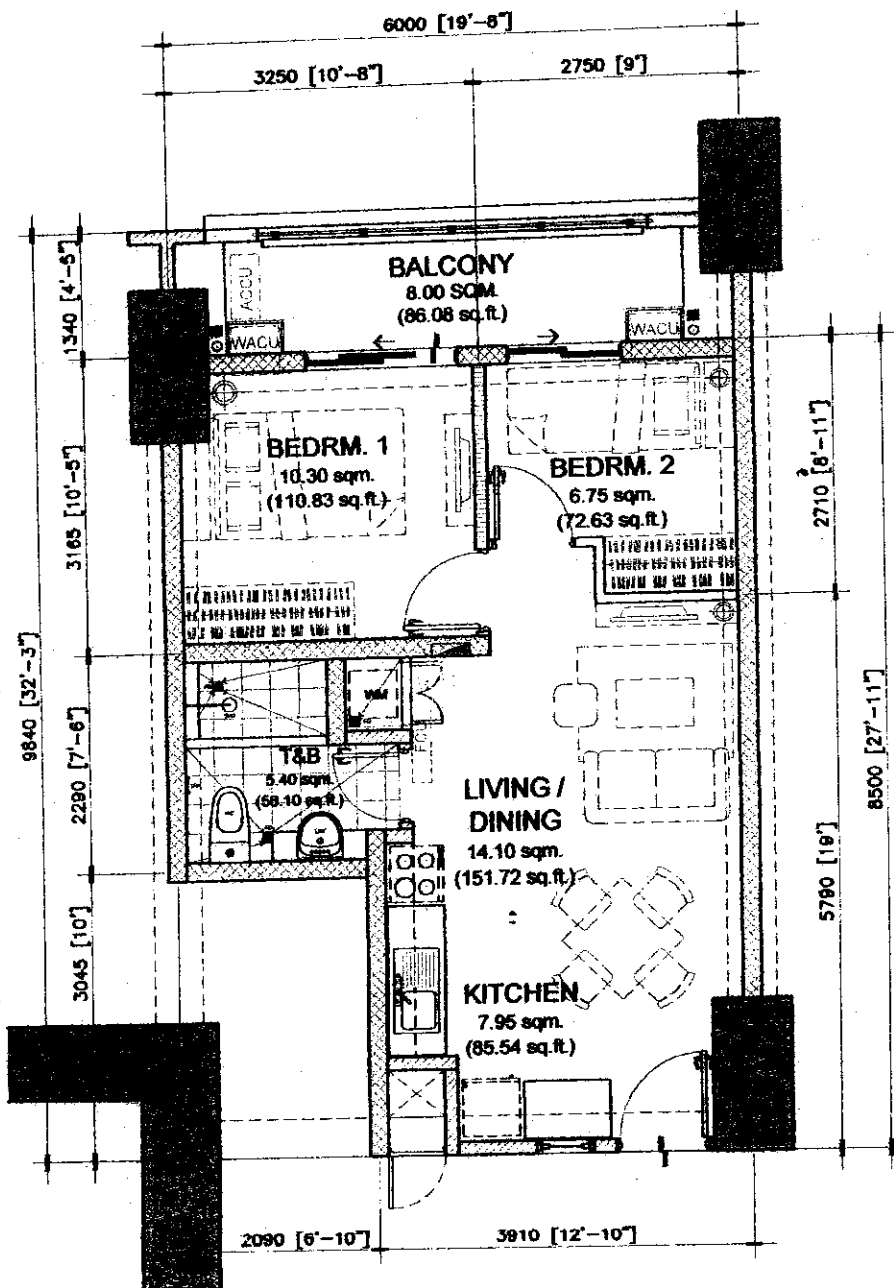 6000 [19'-8"]
3250 [10'-8"]
2750 [9']
1340 [4'-5"]
3165 [10'-5"]
9840 [32'-3"]
2290 [7'-6"]
3045 [10']
BALCONY
8.00 SQM.
(86.08 sq.ft.)
ACCU
WACU
WACU
BEDRM. 1
10.30 sqm.
(110.83 sq.ft.)
BEDRM. 2
6.75 sqm.
(72.63 sq.ft.)
2710 [8'-11"]
8500 [27'-11"]
5790 [19']
WM
T&B
5.40 sqm.
(58.10 sq.ft.)
LIVING /
DINING
14.10 sqm.
(151.72 sq.ft.)
KITCHEN
7.95 sqm.
(85.54 sq.ft.)
2090 [6'-10"]
3910 [12'-10"]